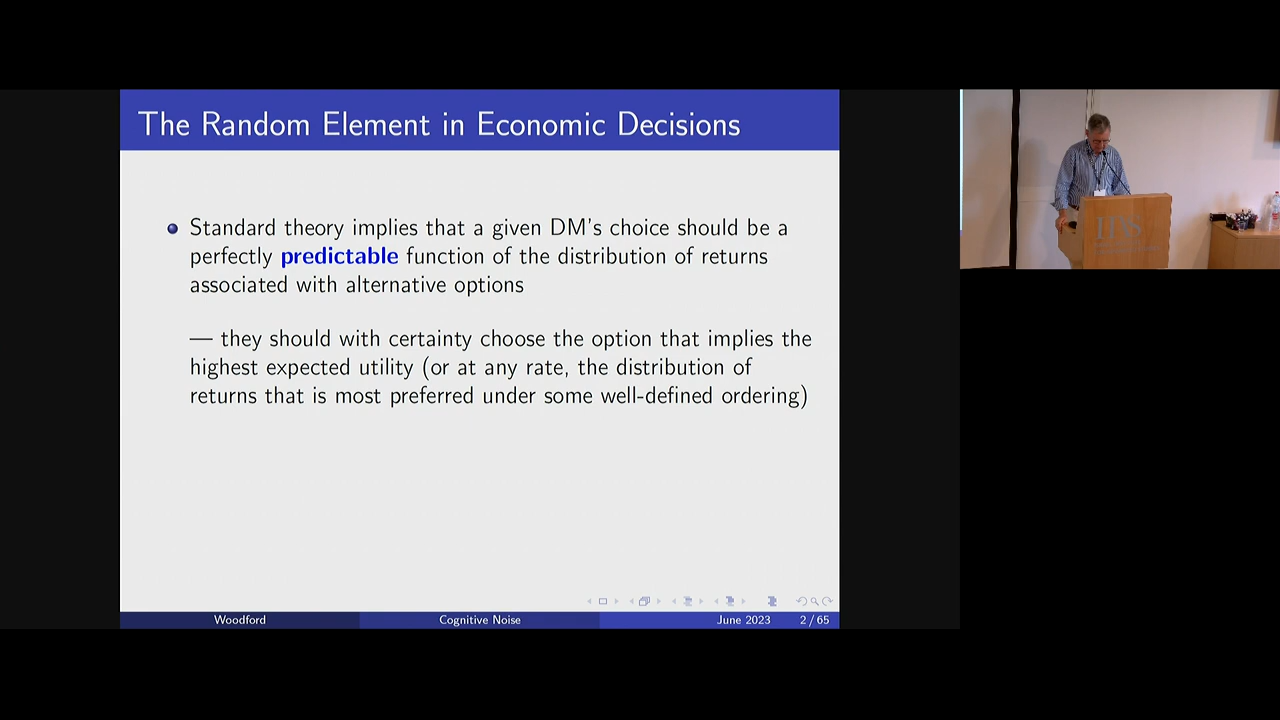 The Random Element in Economic Decisions
Standard theory implies that a given DM's choice should be a
perfectly predictable function of the distribution of returns
associated with alternative options
— they should with certainty choose the option that implies the
highest expected utility (or at any rate, the distribution of
returns that is most preferred under some well-defined ordering)
Woodford
Cognitive Noise
June 2023
2 / 65